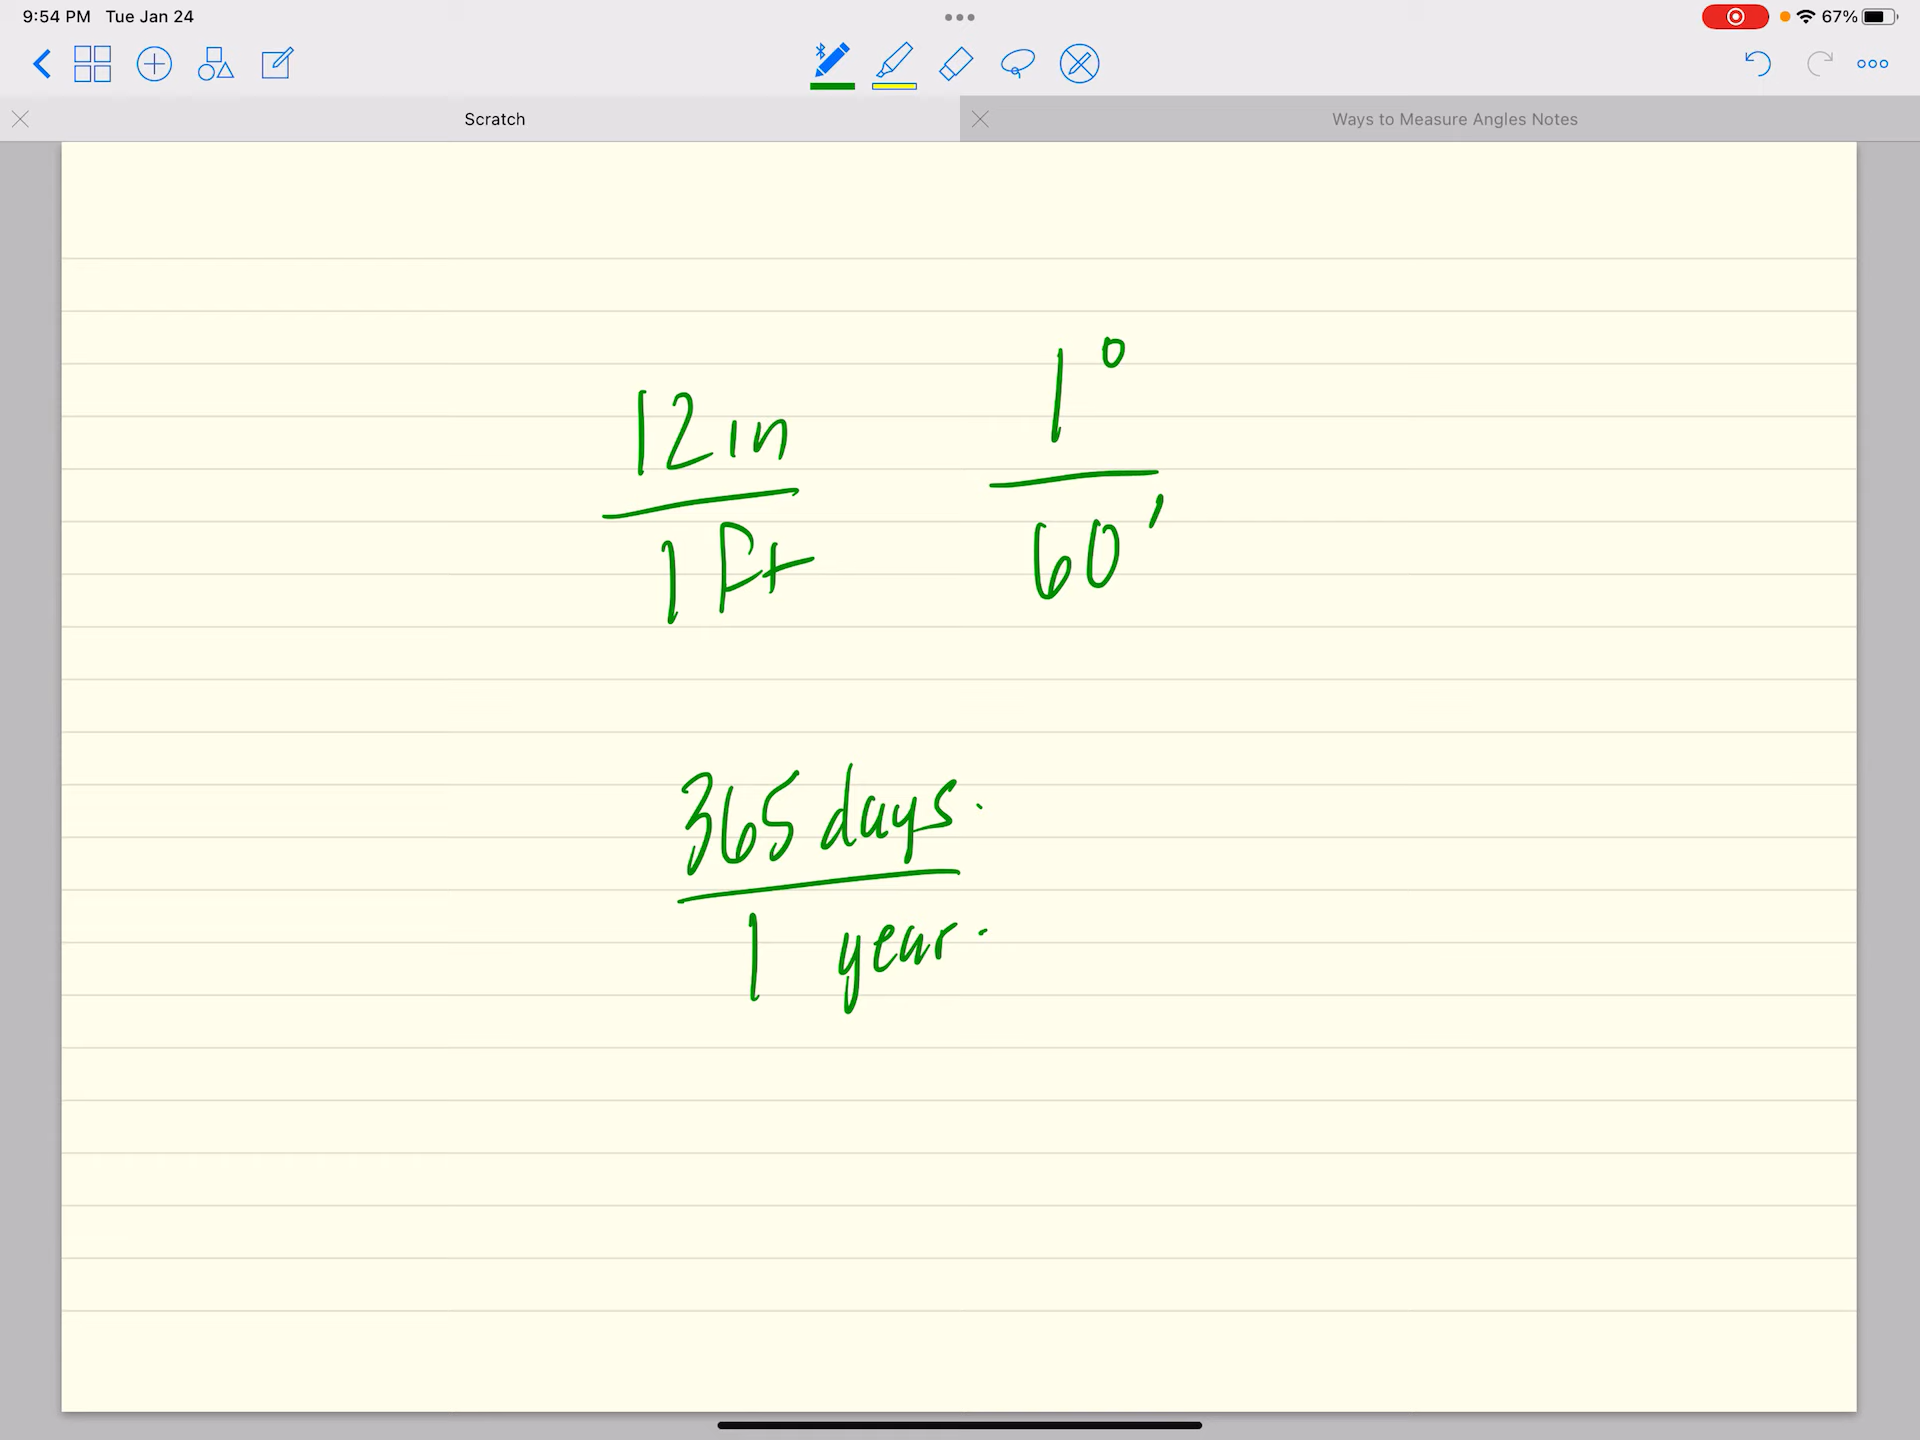 9:54 PM Tue Jan 24
67%
Scratch
Ways to Measure Angles Notes
12 in
1 ft
1°
60'
365 days.
1 year.